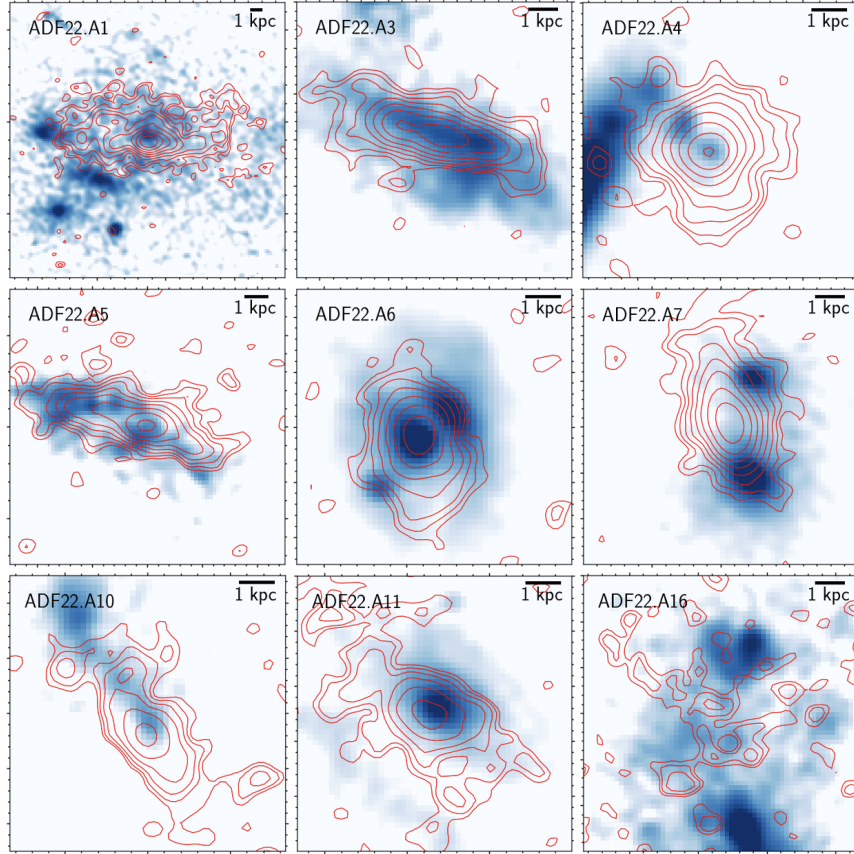 ADF22.A1
1 kpc
ADF22.A3
1 kpc
ADF22.A4
1 kpc
ADF22.A5
1 kpc
ADF22.A6
1 kpc
ADF22.A7
1 kpc
ADF22.A10
1 kpc
ADF22.A11
1 kpc
ADF22.A16
1 kpc